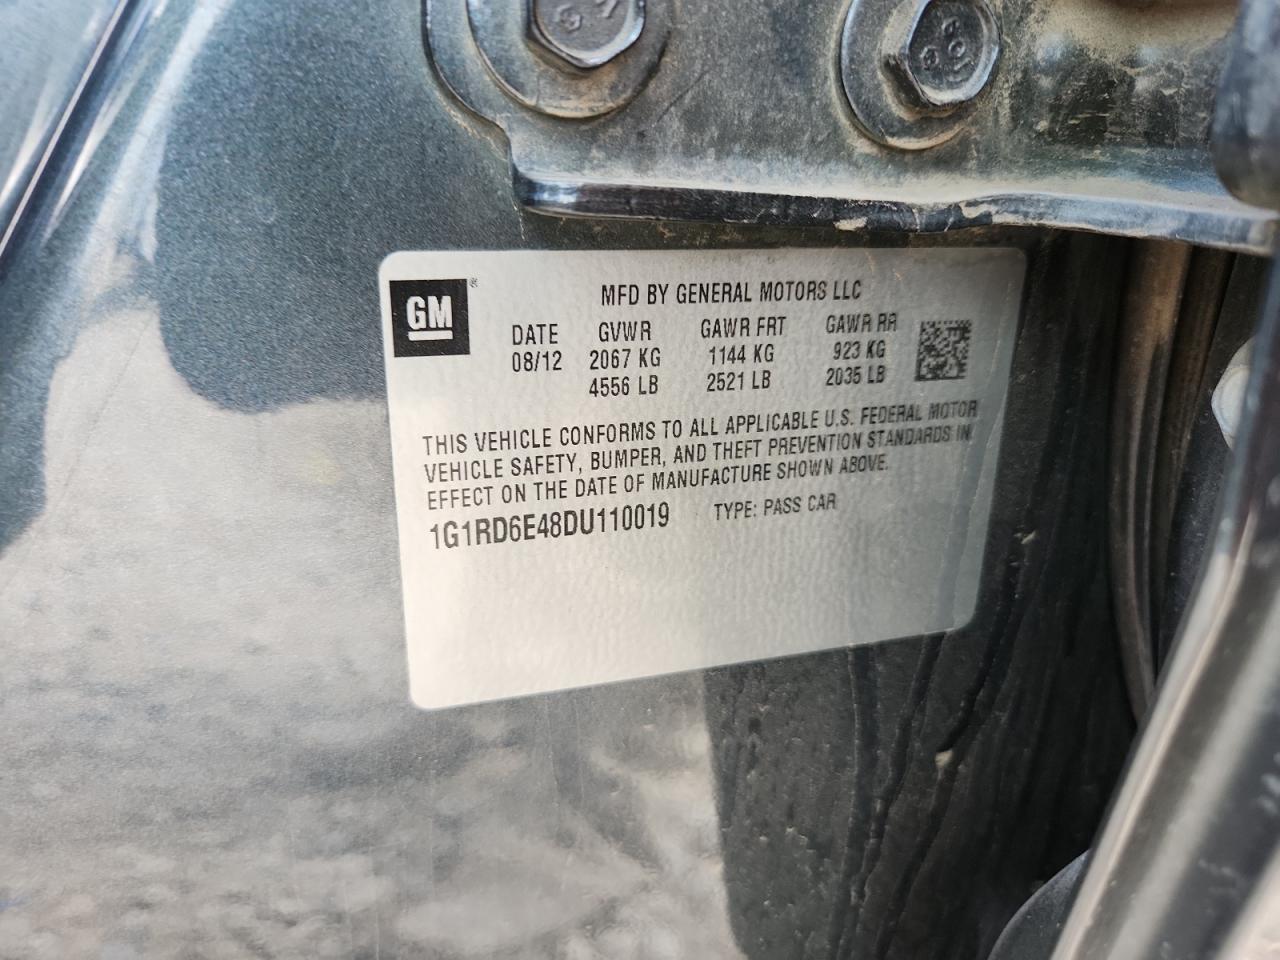 GM ®
MFD BY GENERAL MOTORS LLC
DATE GVWR GAWR FRT GAWR RR
08/12 2067 KG 1144 KG 923 KG
4556 LB 2521 LB 2035 LB
THIS VEHICLE CONFORMS TO ALL APPLICABLE U.S. FEDERAL MOTOR
VEHICLE SAFETY, BUMPER, AND THEFT PREVENTION STANDARDS IN
EFFECT ON THE DATE OF MANUFACTURE SHOWN ABOVE.
1G1RD6E48DU110019 TYPE: PASS CAR